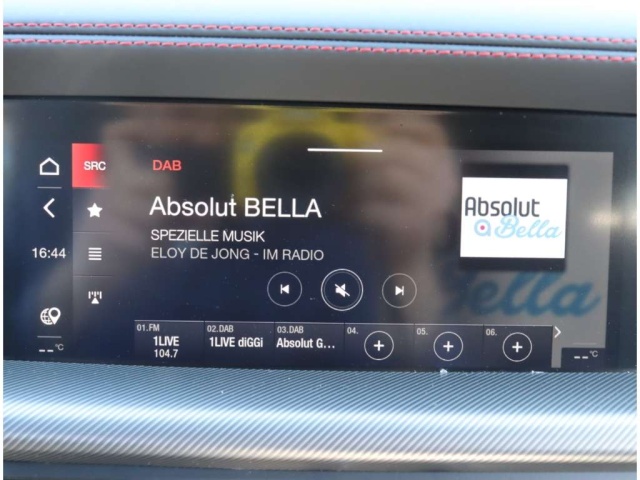 SRC
DAB
Absolut BELLA
SPEZIELLE MUSIK
ELOY DE JONG - IM RADIO
16:44
Absolut
Bella
Bella
01.FM
1LIVE
104.7
02.DAB
1LIVE diGGi
03.DAB
Absolut G...
04.
05.
06.
--°C
--°C